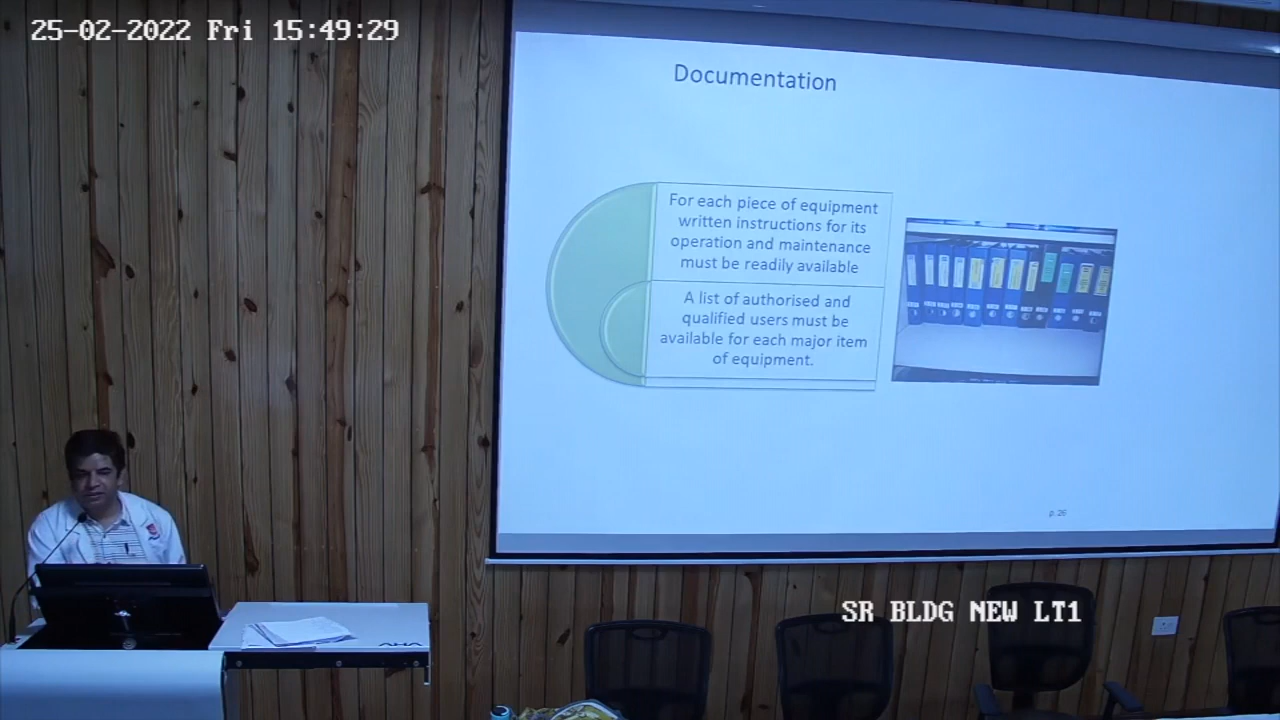 25-02-2022 Fri 15:49:29
Documentation
For each piece of equipment
written instructions for its
operation and maintenance
must be readily available
A list of authorised and
qualified users must be
available for each major item
of equipment.
p.26
SR BLDG NEW LT1